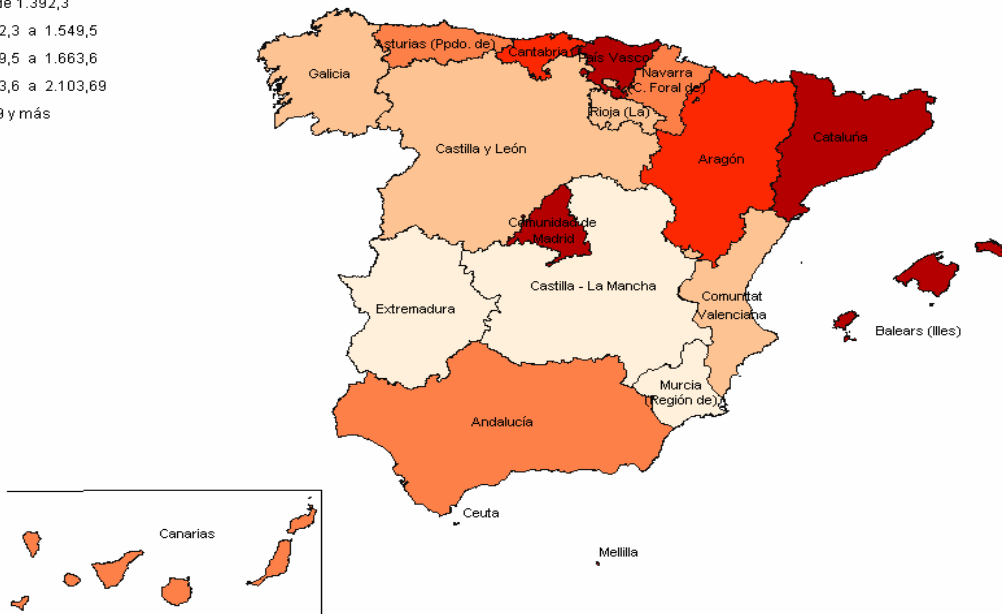 de 1.392,3
2,3 a 1.549,5
9,5 a 1.663,6
3,6 a 2.103,69
9 y más
Asturias (Ppdo. de)
Cantabria
País Vasco
Galicia
Navarra
(C. Foral de)
Rioja (La)
Cataluña
Castilla y León
Aragón
Comunidad de
Madrid
Castilla - La Mancha
Extremadura
Comunitat
Valenciana
Balears (Illes)
Murcia
(Región de)
Andalucía
Ceuta
Canarias
Mellilla